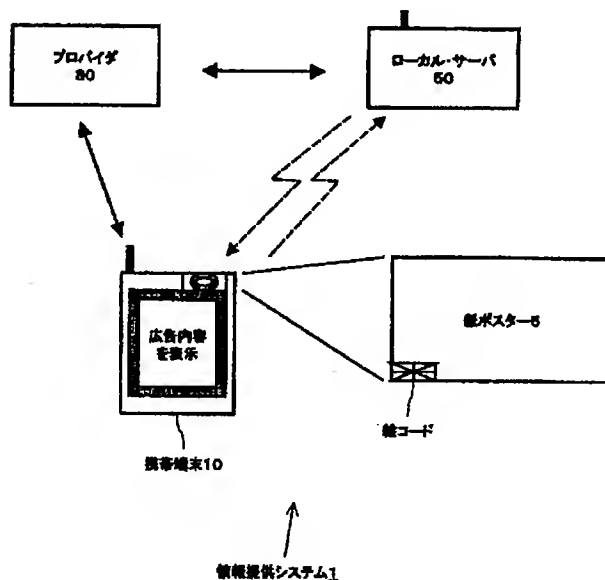 プロバイダ
80
ローカル・サーバ
50
広告内容
を表示
紙ポスター5
絵コード
携帯端末10
情報提供システム1